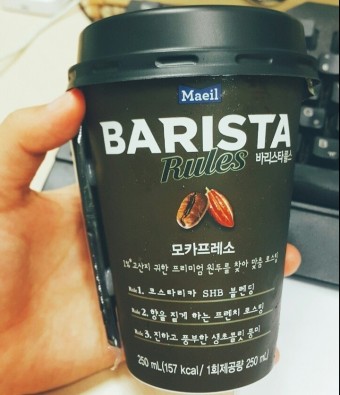 Maeil
BARISTA
Rules 바리스타룰스
모카프레소
1% 고산지 귀한 프리미엄 원두를 찾아 맞춤 로스팅
Rule 1. 코스타리카 SHB 블렌딩
Rule 2. 향을 짙게 하는 프렌치 로스팅
Rule 3. 진하고 풍부한 생초콜릿 풍미
250 mL(157 kcal / 1회제공량 250 mL)